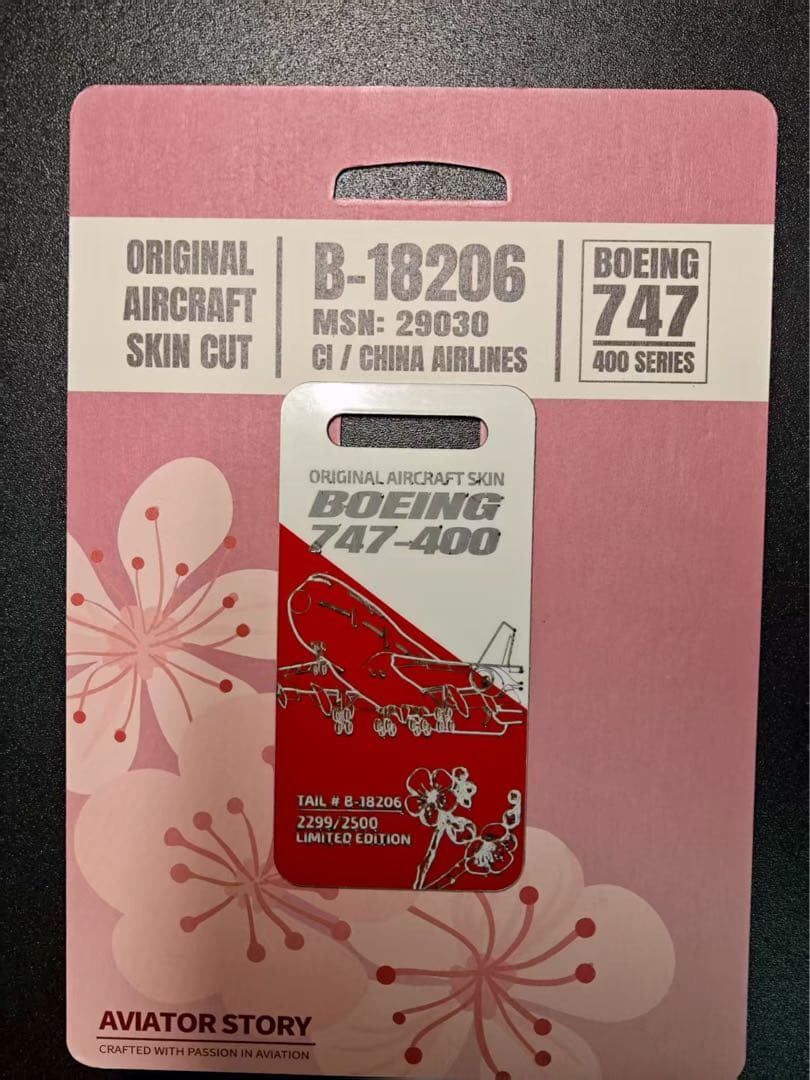 ORIGINAL
AIRCRAFT
SKIN CUT
B-18206
MSN: 29030
CI / CHINA AIRLINES
BOEING
747
400 SERIES
ORIGINAL AIRCRAFT SKIN
BOEING
747-400
TAIL # B-18206
2299/2500
LIMITED EDITION
AVIATOR STORY
CRAFTED WITH PASSION IN AVIATION